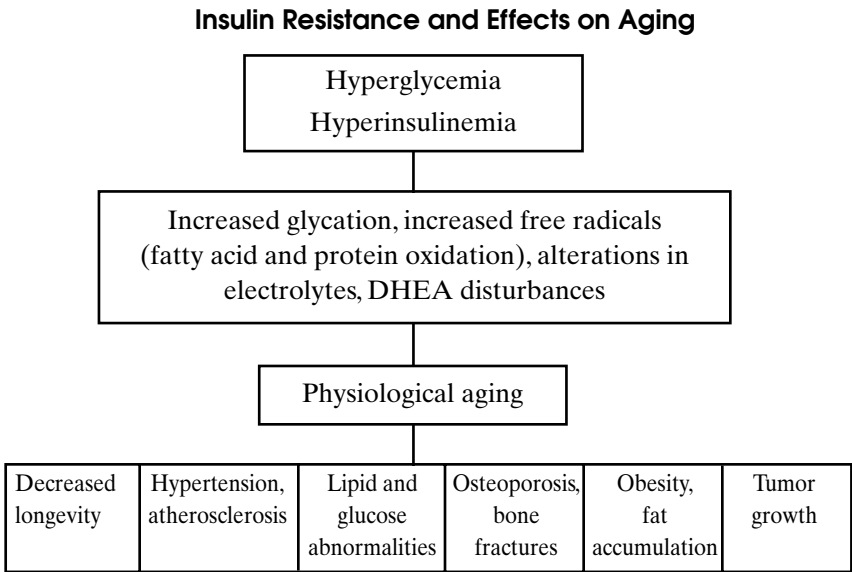 Insulin Resistance and Effects on Aging
Hyperglycemia
Hyperinsulinemia
Increased glycation, increased free radicals
(fatty acid and protein oxidation), alterations in
electrolytes, DHEA disturbances
Physiological aging
Decreased
longevity
Hypertension,
atherosclerosis
Lipid and
glucose
abnormalities
Osteoporosis,
bone
fractures
Obesity,
fat
accumulation
Tumor
growth